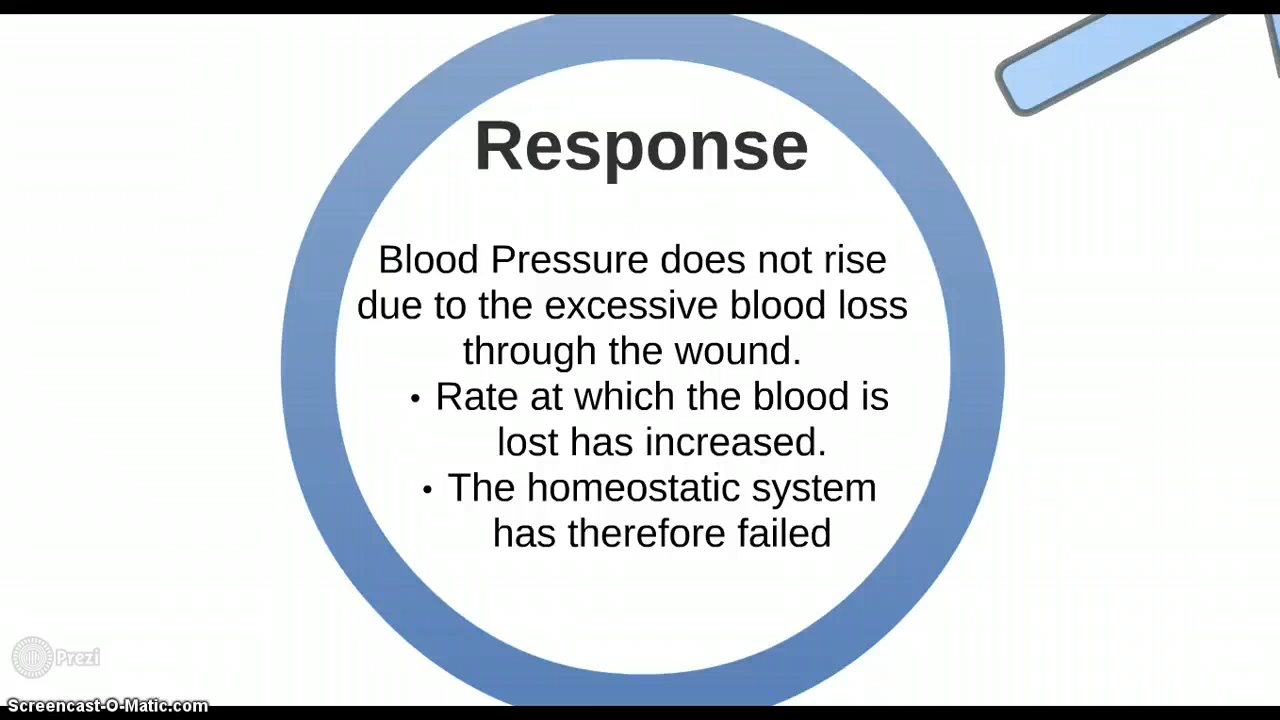 Response
Blood Pressure does not rise
due to the excessive blood loss
through the wound.
• Rate at which the blood is
lost has increased.
• The homeostatic system
has therefore failed
Prezi
Screencast-O-Matic.com